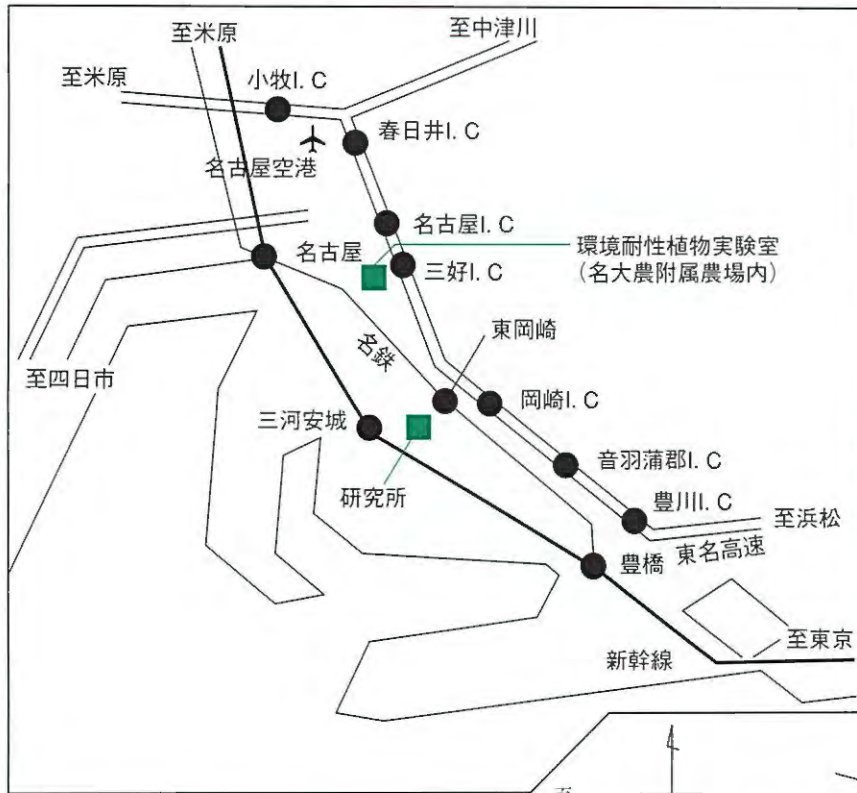 至米原
至中津川
至米原
小牧I. C
春日井I. C
名古屋空港
名古屋I. C
名古屋
三好I. C
環境耐性植物実験室
(名大農附属農場内)
名鉄
東岡崎
至四日市
岡崎I. C
三河安城
研究所
音羽蒲郡I. C
豊川I. C
至浜松
東名高速
豊橋
至東京
新幹線